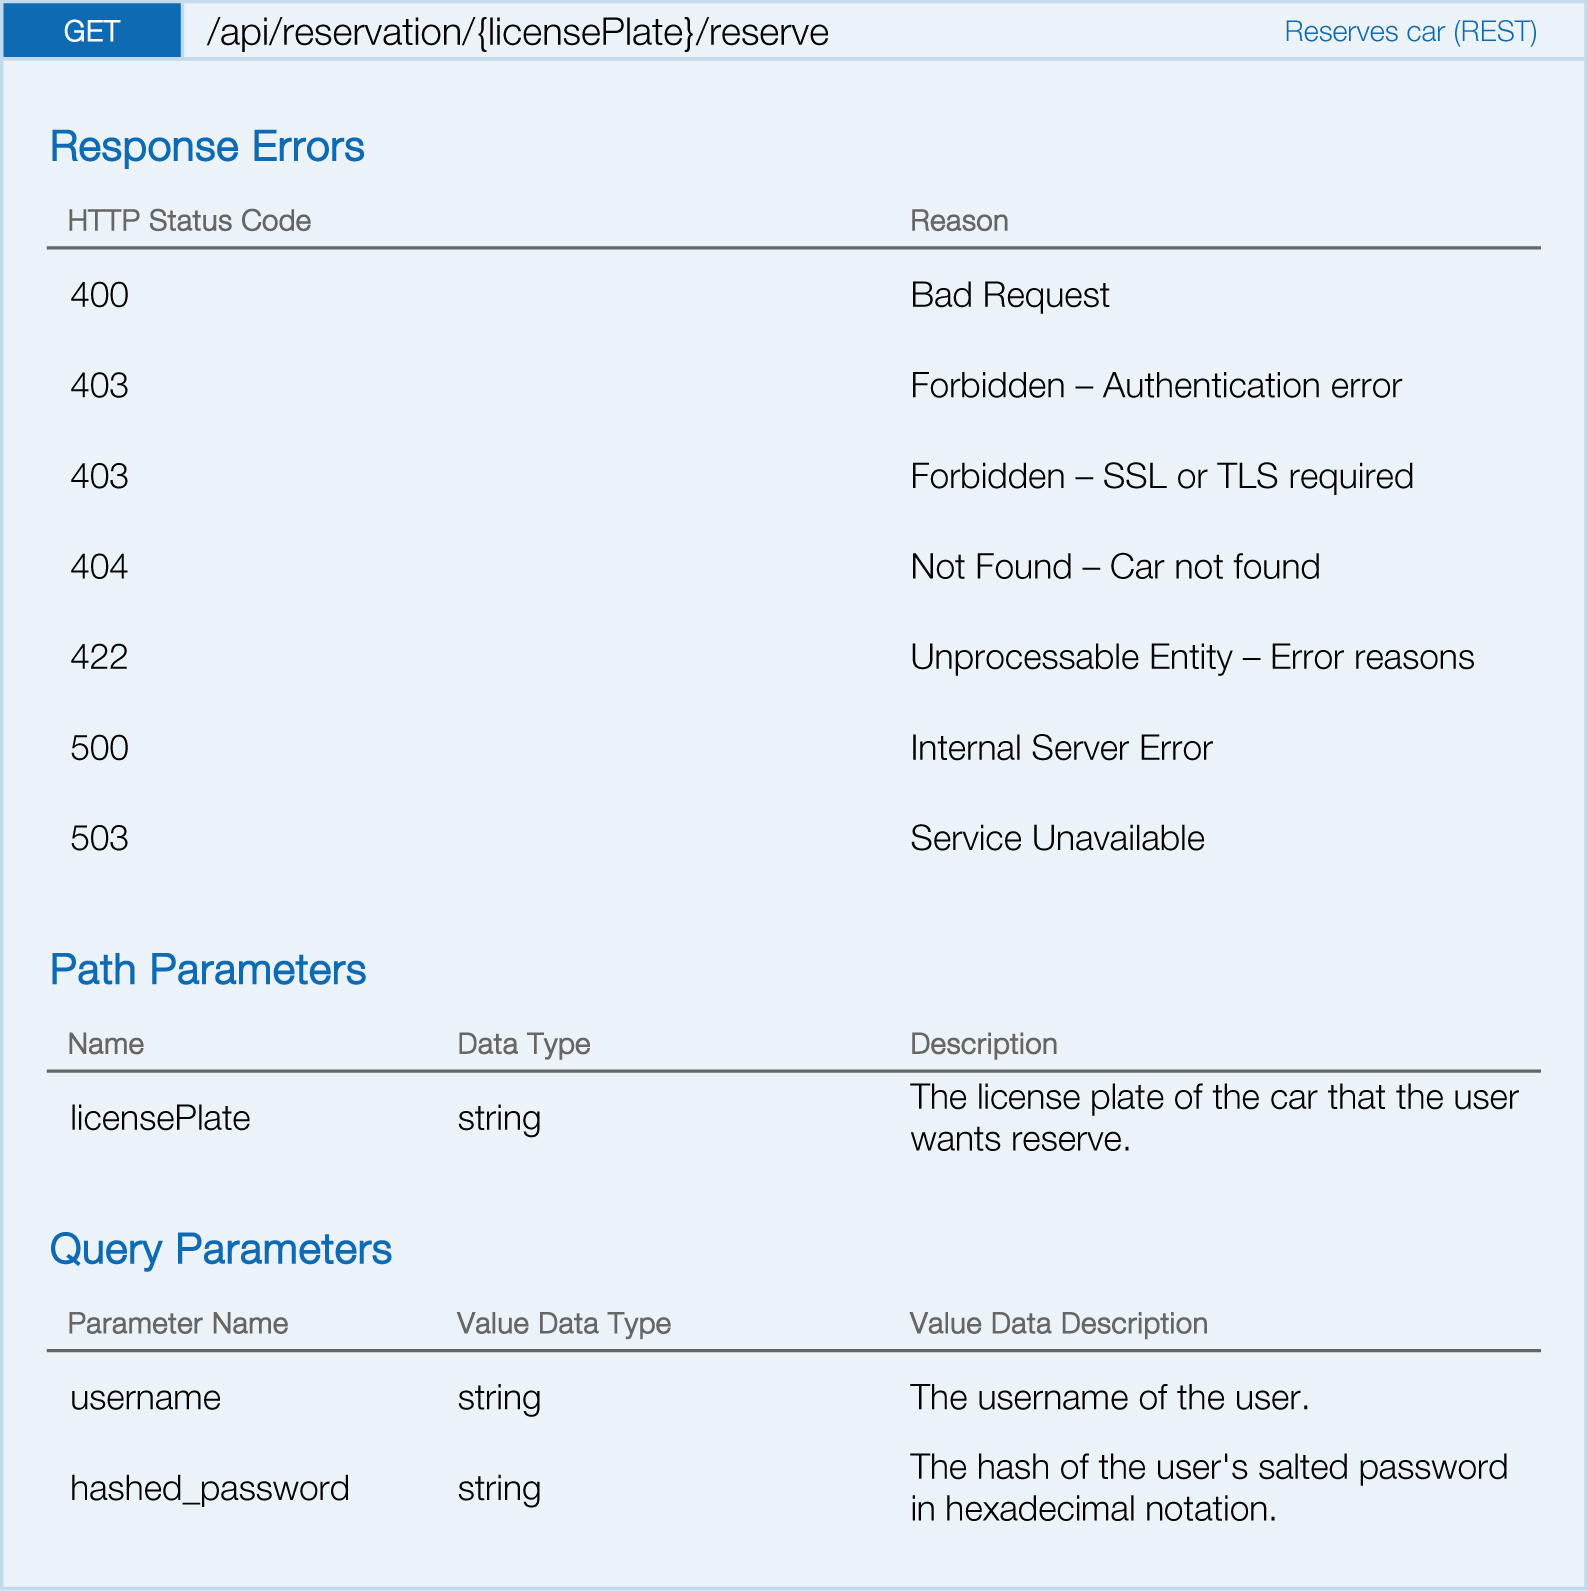 GET /api/reservation/{licensePlate}/reserve Reserves car (REST)
Response Errors
HTTP Status Code Reason
400 Bad Request
403 Forbidden – Authentication error
403 Forbidden – SSL or TLS required
404 Not Found – Car not found
422 Unprocessable Entity – Error reasons
500 Internal Server Error
503 Service Unavailable
Path Parameters
Name Data Type Description
licensePlate string The license plate of the car that the user
wants reserve.
Query Parameters
Parameter Name Value Data Type Value Data Description
username string The username of the user.
hashed_password string The hash of the user's salted password
in hexadecimal notation.